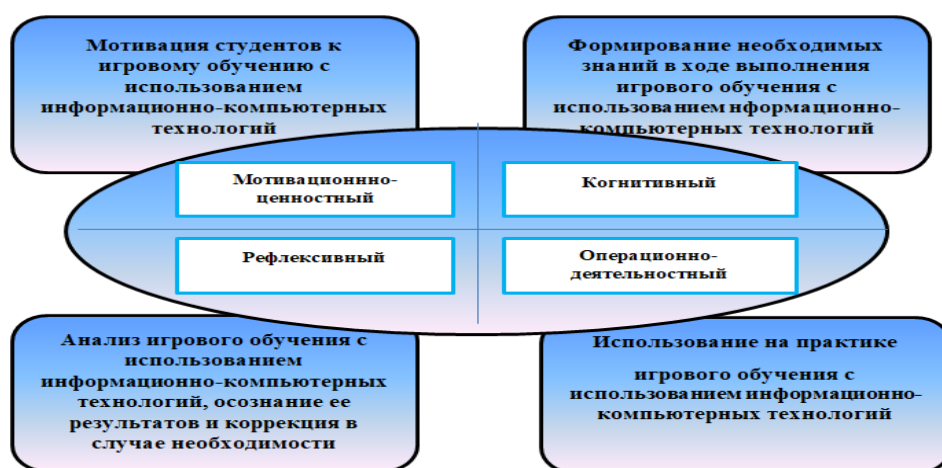 Мотивация студентов к
игровому обучению с
использованием
информационно-компьютерных
технологий
Формирование необходимых
знаний в ходе выполнения
игрового обучения с
использованием нформационно-
компьютерных технологий
Мотивационнно-
ценностный
Когнитивный
Рефлексивный
Операционно-
деятельностный
Анализ игрового обучения с
использованием
информационно-компьютерных
технологий, осознание ее
результатов и коррекция в
случае необходимости
Использование на практике
игрового обучения с
использованием информационно-
компьютерных технологий